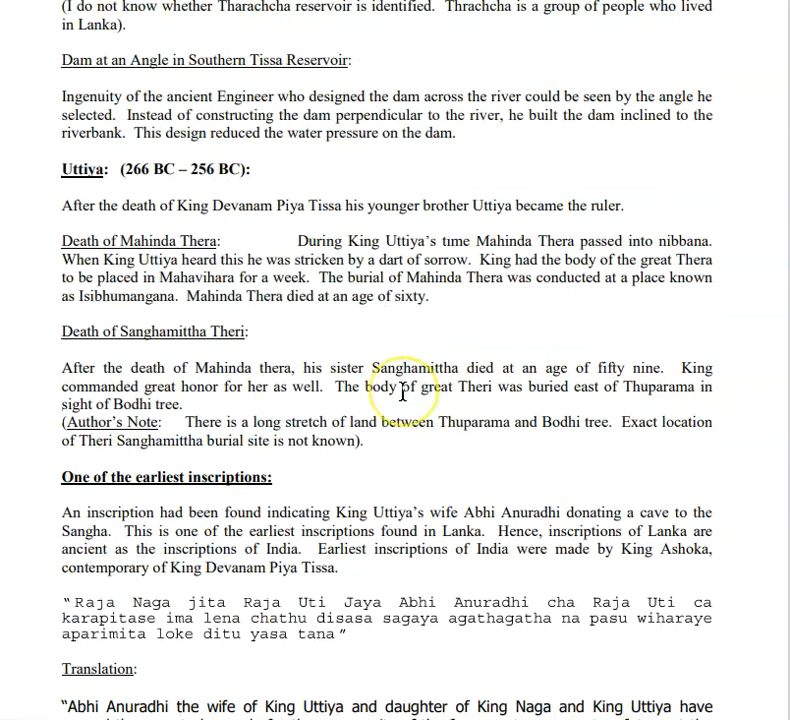 (I do not know whether Tharachcha reservoir is identified. Thrachcha is a group of people who lived
in Lanka).
Dam at an Angle in Southern Tissa Reservoir:
Ingenuity of the ancient Engineer who designed the dam across the river could be seen by the angle he
selected. Instead of constructing the dam perpendicular to the river, he built the dam inclined to the
riverbank. This design reduced the water pressure on the dam.
Uttiya: (266 BC – 256 BC):
After the death of King Devanam Piya Tissa his younger brother Uttiya became the ruler.
Death of Mahinda Thera: During King Uttiya's time Mahinda Thera passed into nibbana.
When King Uttiya heard this he was stricken by a dart of sorrow. King had the body of the great Thera
to be placed in Mahavihara for a week. The burial of Mahinda Thera was conducted at a place known
as Isibhumangana. Mahinda Thera died at an age of sixty.
Death of Sanghamittha Theri:
After the death of Mahinda thera, his sister Sanghamittha died at an age of fifty nine. King
commanded great honor for her as well. The body of great Theri was buried east of Thuparama in
sight of Bodhi tree.
(Author's Note: There is a long stretch of land between Thuparama and Bodhi tree. Exact location
of Theri Sanghamittha burial site is not known).
One of the earliest inscriptions:
An inscription had been found indicating King Uttiya's wife Abhi Anuradhi donating a cave to the
Sangha. This is one of the earliest inscriptions found in Lanka. Hence, inscriptions of Lanka are
ancient as the inscriptions of India. Earliest inscriptions of India were made by King Ashoka,
contemporary of King Devanam Piya Tissa.
"Raja Naga jita Raja Uti Jaya Abhi Anuradhi cha Raja Uti ca
karapitase ima lena chathu disasa sagaya agathagatha na pasu wiharaye
aparimita loke ditu yasa tana"
Translation:
"Abhi Anuradhi the wife of King Uttiya and daughter of King Naga and King Uttiya have